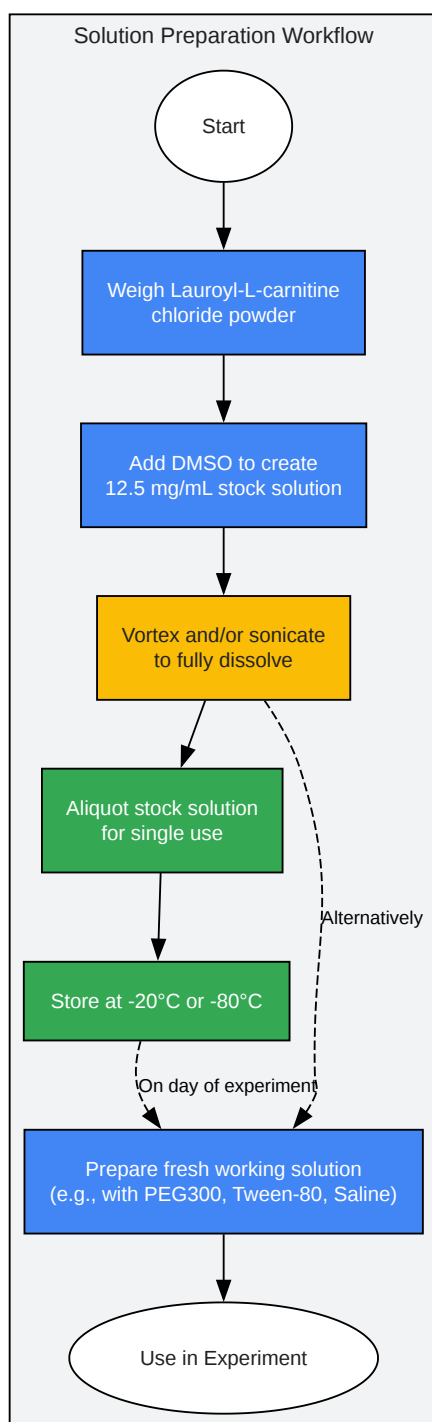 Solution Preparation Workflow
Start
Weigh Lauroyl-L-carnitine
chloride powder
Add DMSO to create
12.5 mg/mL stock solution
Vortex and/or sonicate
to fully dissolve
Aliquot stock solution
for single use
Alternatively
Store at -20°C or -80°C
On day of experiment
Prepare fresh working solution
(e.g., with PEG300, Tween-80, Saline)
Use in Experiment